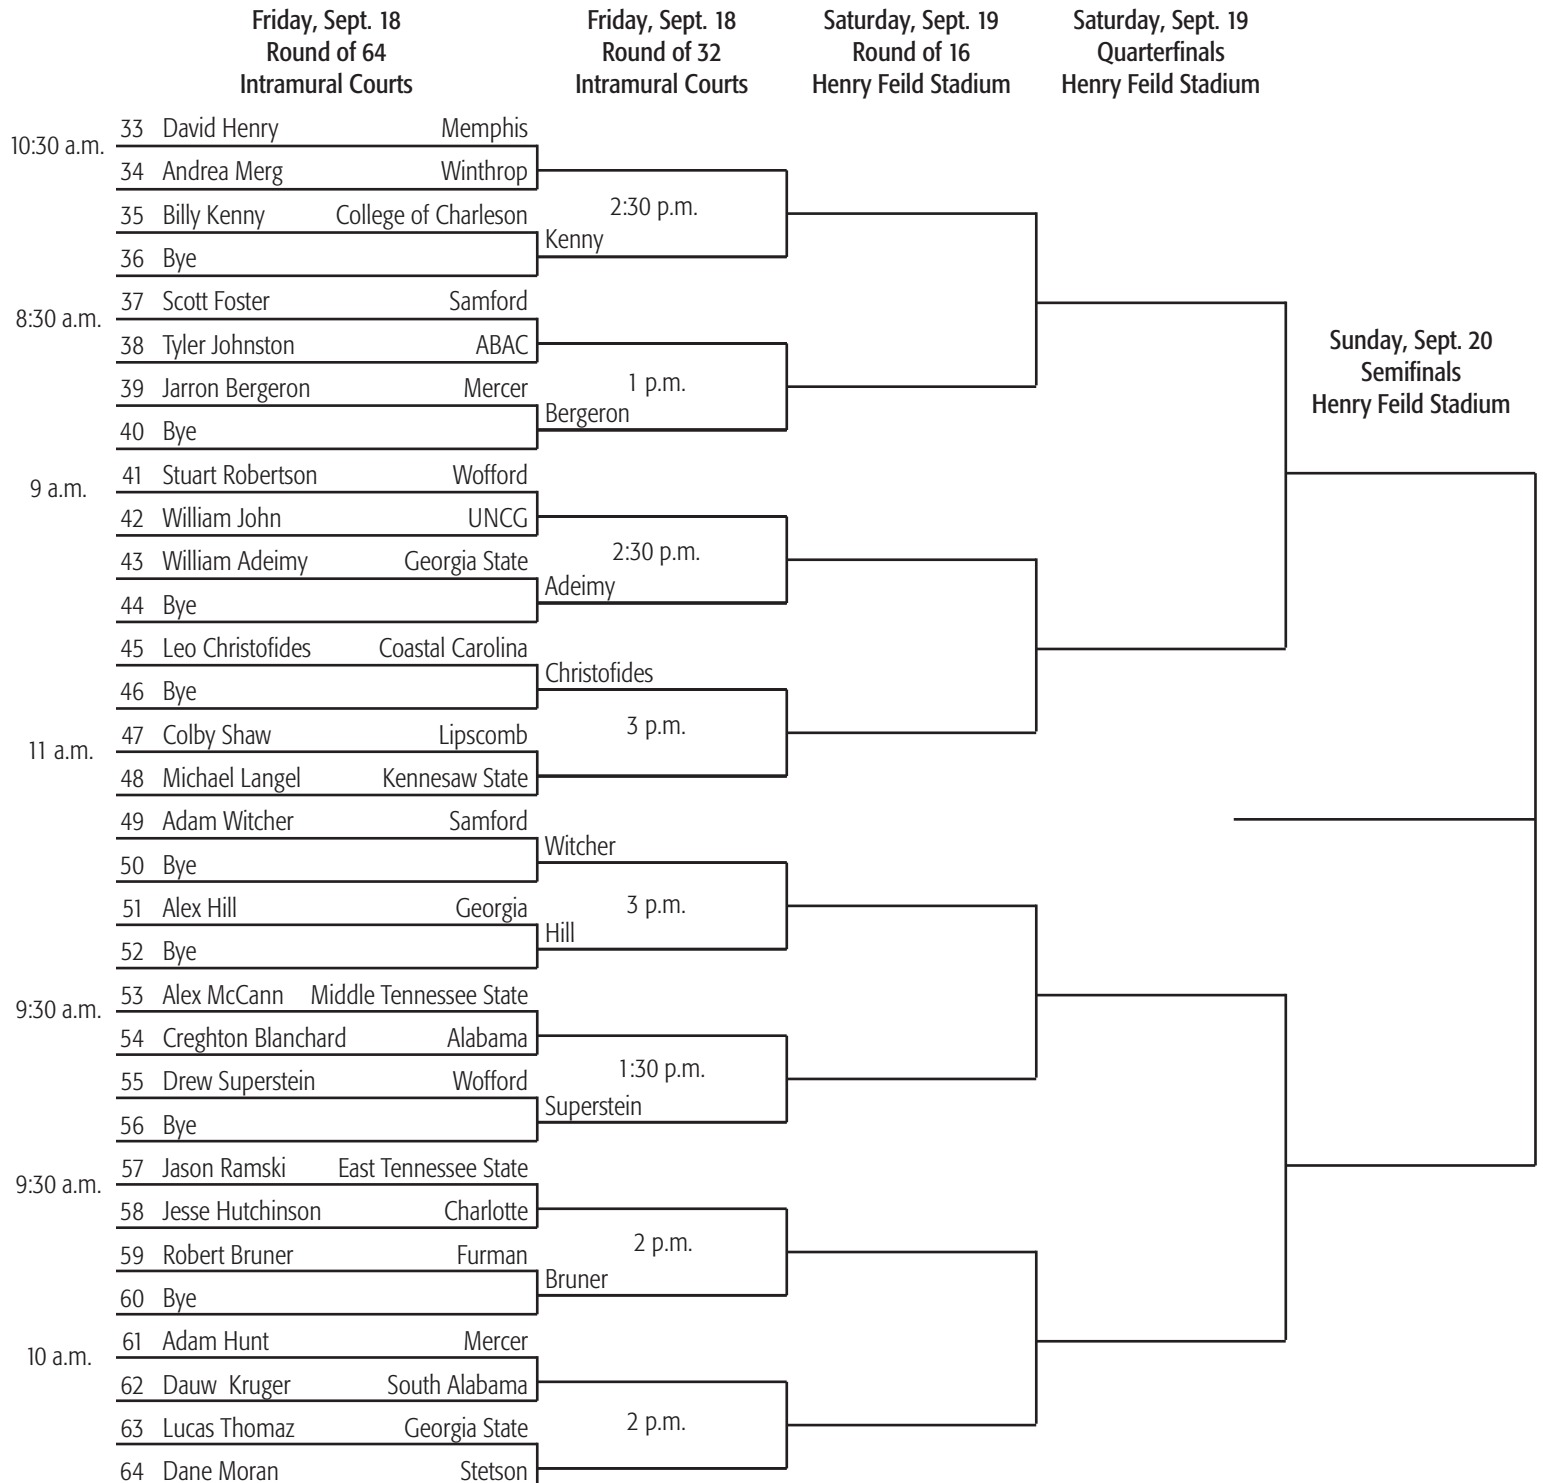 Friday, Sept. 18
Round of 64
Intramural Courts
Friday, Sept. 18
Round of 32
Intramural Courts
Saturday, Sept. 19
Round of 16
Henry Feild Stadium
Saturday, Sept. 19
Quarterfinals
Henry Feild Stadium
10:30 a.m.
33 David Henry Memphis
34 Andrea Merg Winthrop
2:30 p.m.
35 Billy Kenny College of Charleson
Kenny
36 Bye
8:30 a.m.
37 Scott Foster Samford
38 Tyler Johnston ABAC
1 p.m.
39 Jarron Bergeron Mercer
Bergeron
40 Bye
Sunday, Sept. 20
Semifinals
Henry Feild Stadium
9 a.m.
41 Stuart Robertson Wofford
42 William John UNCG
2:30 p.m.
43 William Adeimy Georgia State
Adeimy
44 Bye
45 Leo Christofides Coastal Carolina
Christofides
46 Bye
3 p.m.
11 a.m.
47 Colby Shaw Lipscomb
48 Michael Langel Kennesaw State
49 Adam Witcher Samford
Witcher
50 Bye
3 p.m.
51 Alex Hill Georgia
Hill
52 Bye
9:30 a.m.
53 Alex McCann Middle Tennessee State
54 Creghton Blanchard Alabama
1:30 p.m.
55 Drew Superstein Wofford
Superstein
56 Bye
9:30 a.m.
57 Jason Ramski East Tennessee State
58 Jesse Hutchinson Charlotte
2 p.m.
59 Robert Bruner Furman
Bruner
60 Bye
10 a.m.
61 Adam Hunt Mercer
62 Dauw Kruger South Alabama
2 p.m.
63 Lucas Thomaz Georgia State
64 Dane Moran Stetson